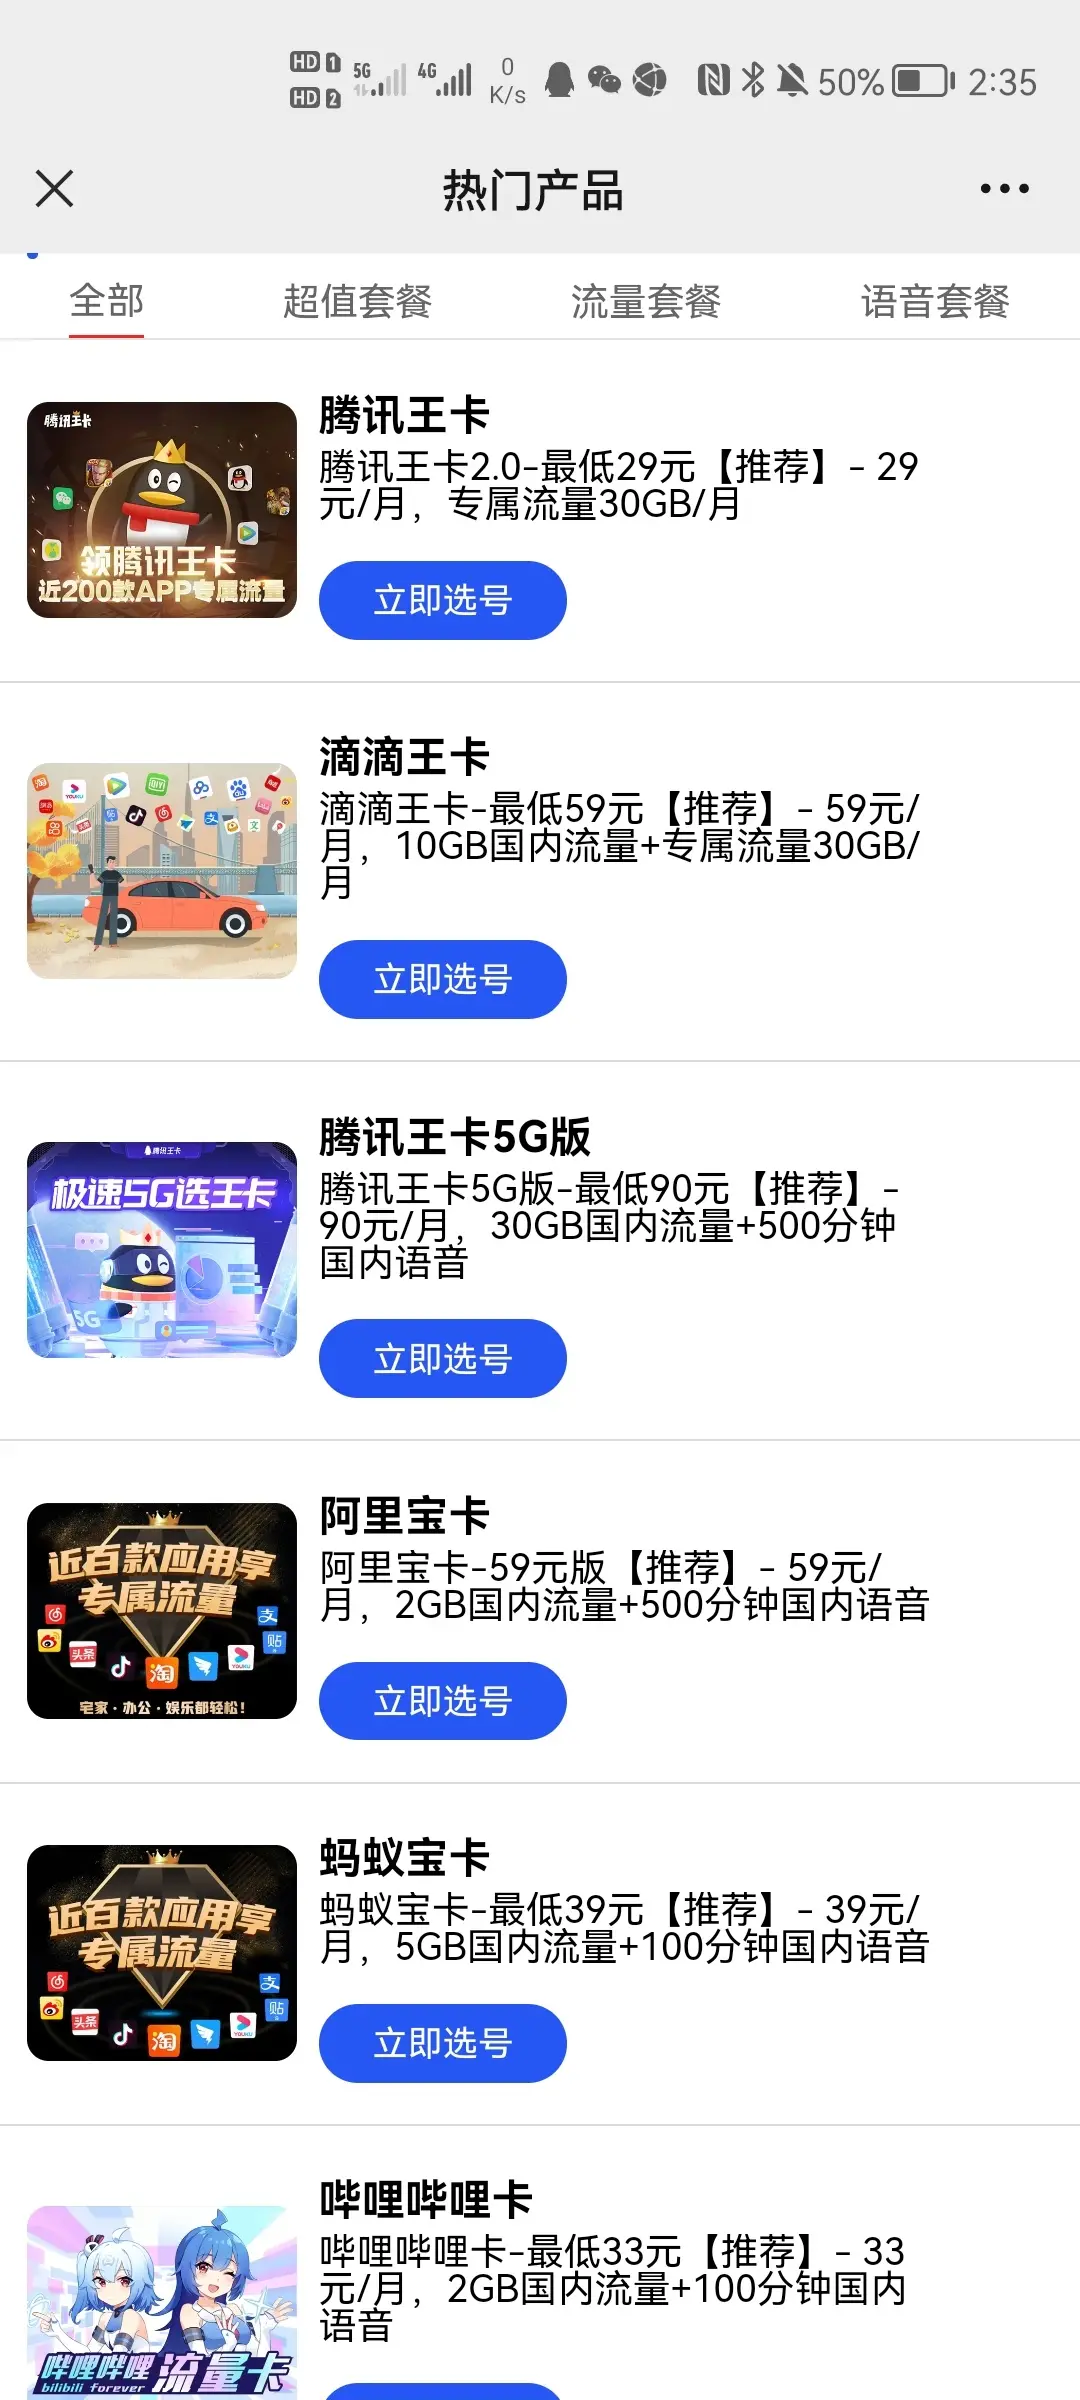 HD 1 5G 4G 0 50% 2:35
HD 2 K/s
热门产品
全部 超值套餐 流量套餐 语音套餐
腾讯王卡
领腾讯王卡
近200款APP专属流量
腾讯王卡
腾讯王卡2.0-最低29元【推荐】- 29
元/月，专属流量30GB/月
立即选号
滴滴王卡
滴滴王卡-最低59元【推荐】- 59元/
月，10GB国内流量+专属流量30GB/
月
立即选号
腾讯王卡
极速5G选王卡
5G
腾讯王卡5G版
腾讯王卡5G版-最低90元【推荐】-
90元/月，30GB国内流量+500分钟
国内语音
立即选号
近百款应用享
专属流量
头条
淘
YOUKU
支
贴
宅家·办公·娱乐都轻松!
阿里宝卡
阿里宝卡-59元版【推荐】- 59元/
月，2GB国内流量+500分钟国内语音
立即选号
近百款应用享
专属流量
头条
淘
YOUKU
支
贴
蚂蚁宝卡
蚂蚁宝卡-最低39元【推荐】- 39元/
月，5GB国内流量+100分钟国内语音
立即选号
哔哩哔哩流量卡
bilibili forever
哔哩哔哩卡
哔哩哔哩卡-最低33元【推荐】- 33
元/月，2GB国内流量+100分钟国内
语音